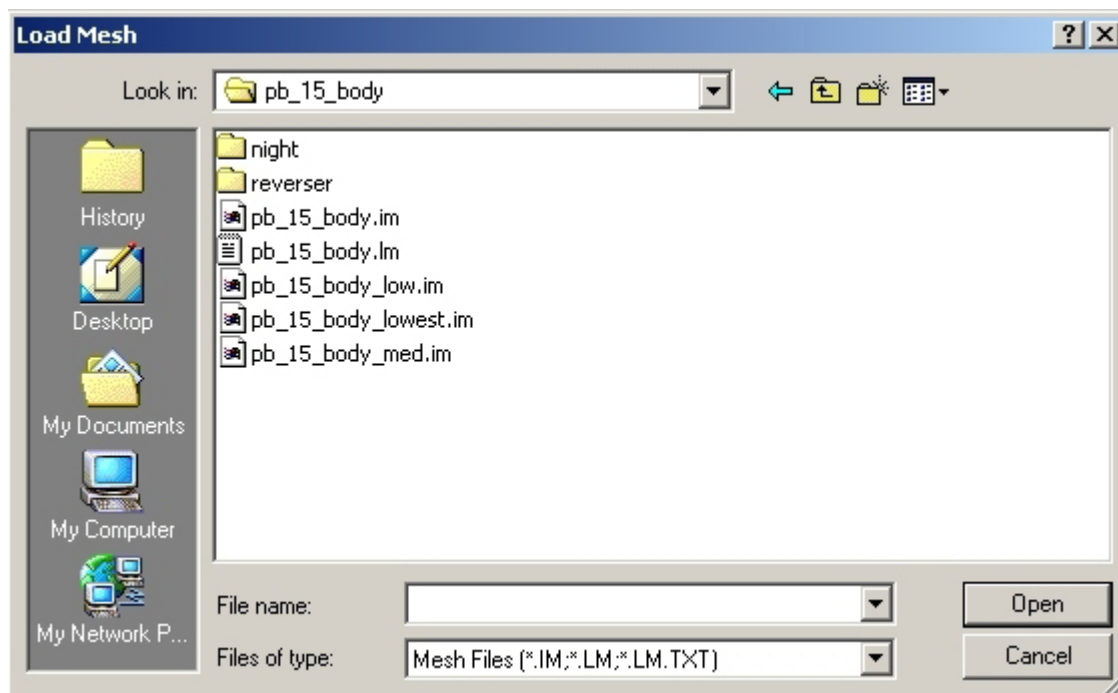 Load Mesh
Look in: pb_15_body
night
reverser
pb_15_body.im
pb_15_body.lm
pb_15_body_low.im
pb_15_body_lowest.im
pb_15_body_med.im
History
Desktop
My Documents
My Computer
My Network P...
File name: Open
Files of type: Mesh Files (*.IM;*.LM;*.LM.TXT) Cancel